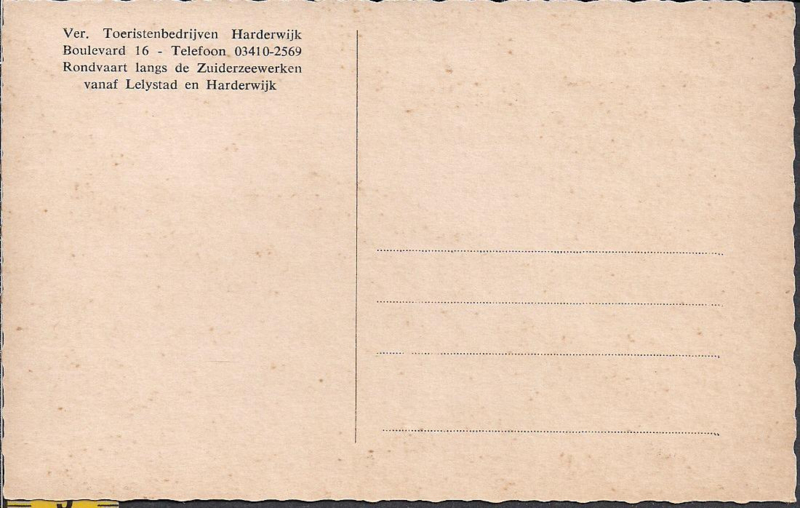 Ver. Toeristenbedrijven Harderwijk
Boulevard 16 - Telefoon 03410-2569
Rondvaart langs de Zuiderzeewerken
vanaf Lelystad en Harderwijk